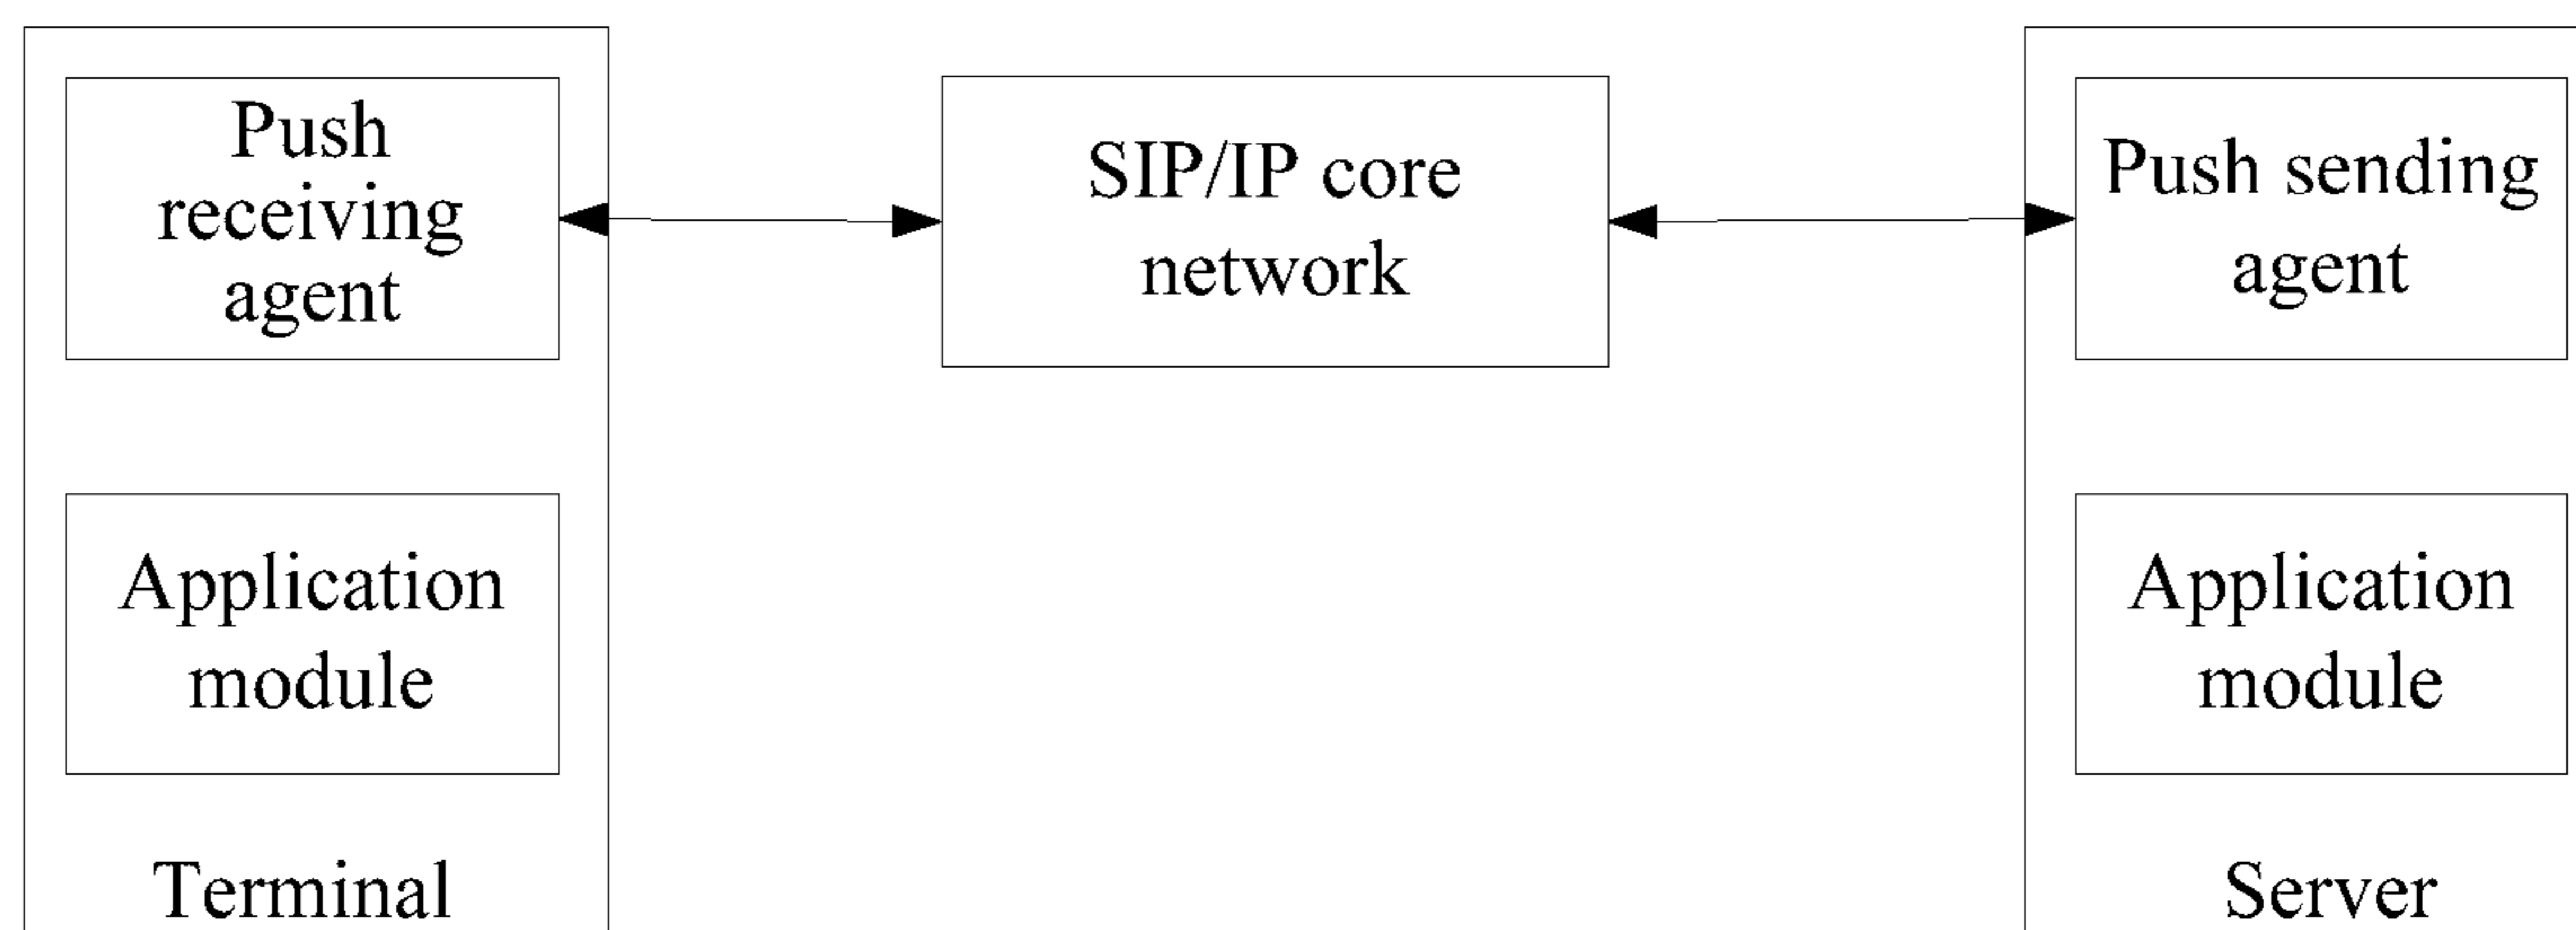 Push
receiving
agent
SIP/IP core
network
Push sending
agent
Application
module
Application
module
Terminal
Server